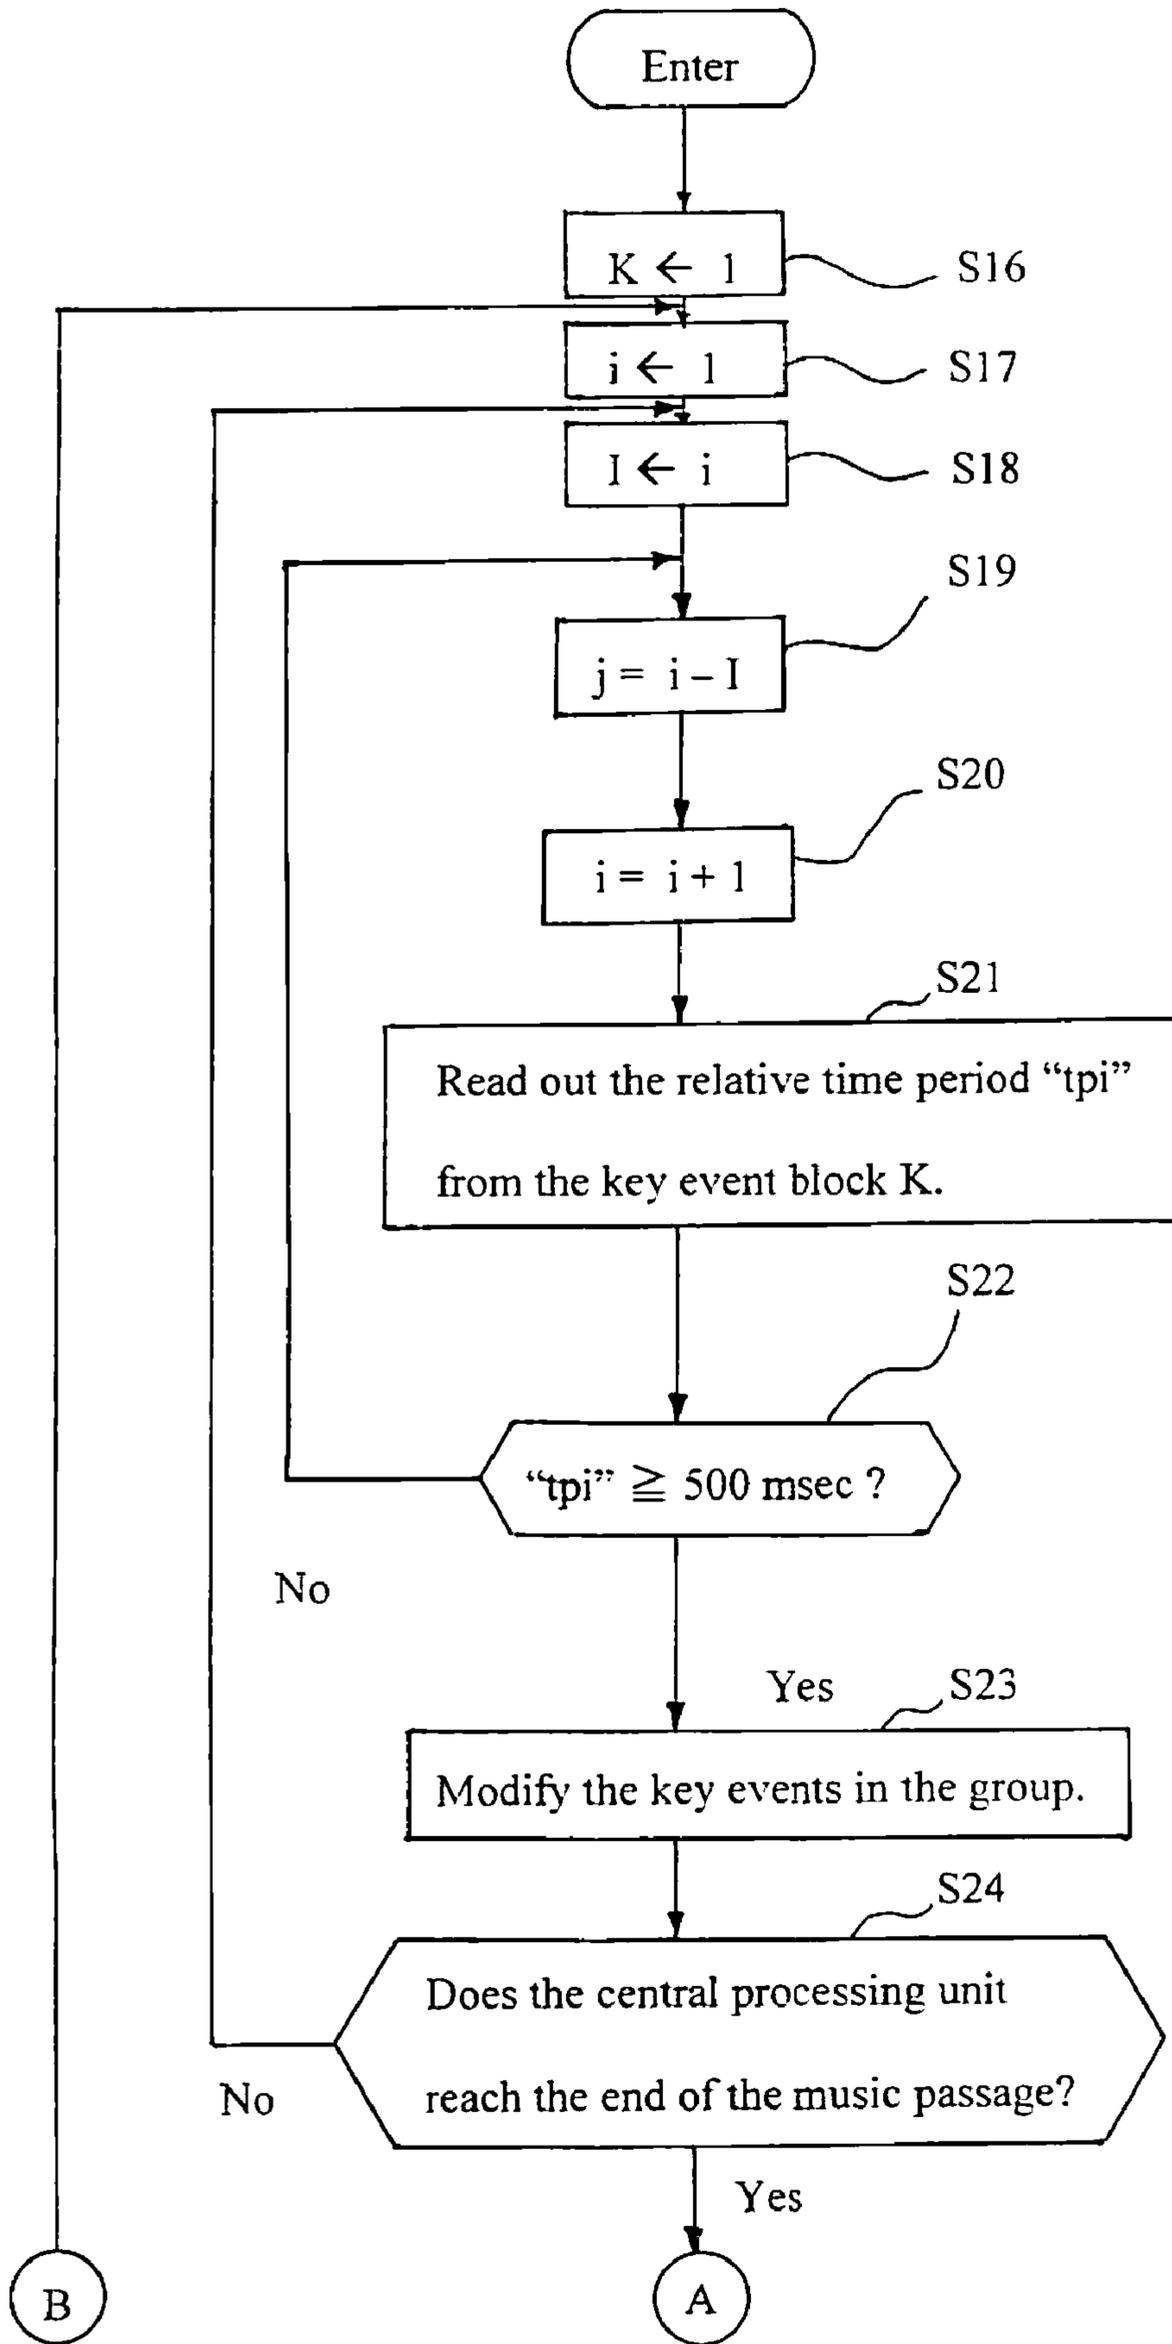 Enter
K ← 1
S16
i ← 1
S17
I ← i
S18
S19
j = i – I
S20
i = i + 1
S21
Read out the relative time period “tpi”
from the key event block K.
S22
“tpi” ≧ 500 msec ?
No
Yes
S23
Modify the key events in the group.
S24
Does the central processing unit
reach the end of the music passage?
No
Yes
B
A